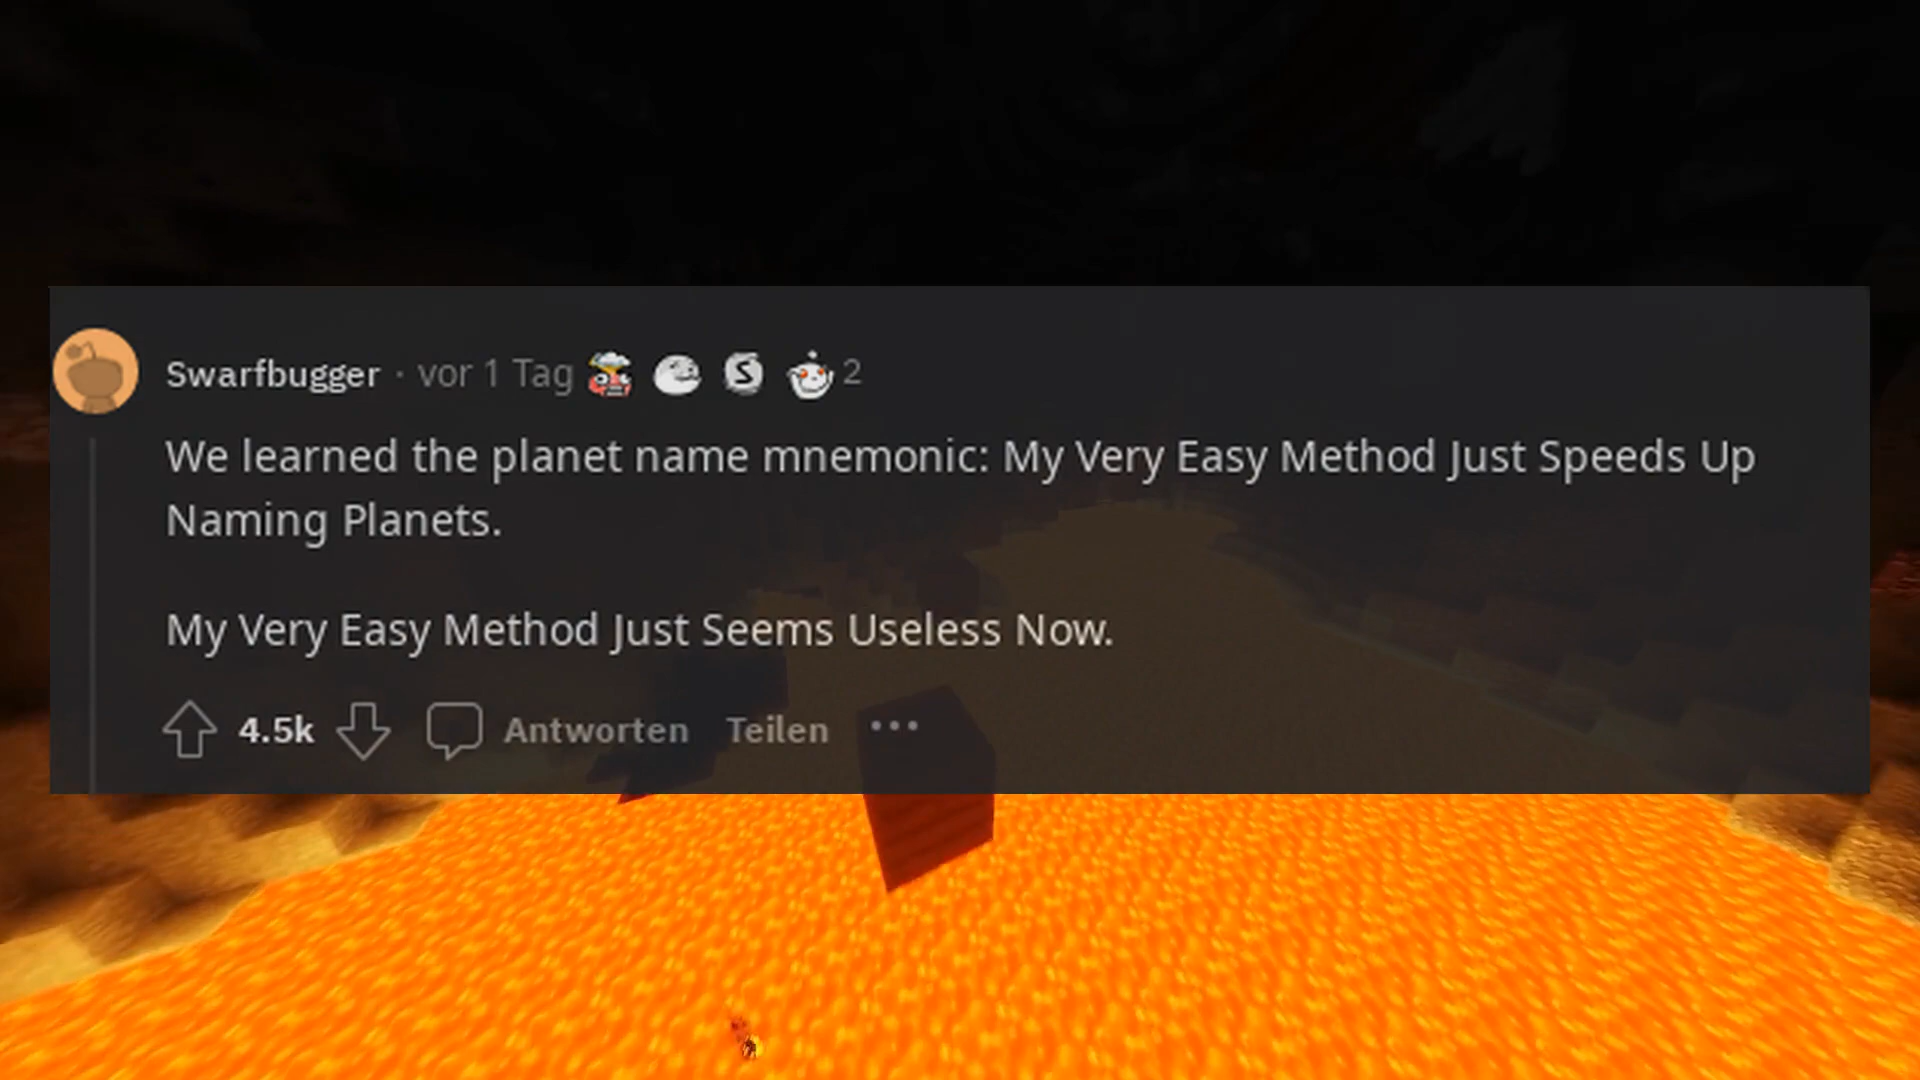 Swarfbugger · vor 1 Tag 2
We learned the planet name mnemonic: My Very Easy Method Just Speeds Up
Naming Planets.
My Very Easy Method Just Seems Useless Now.
4.5k Antworten Teilen •••